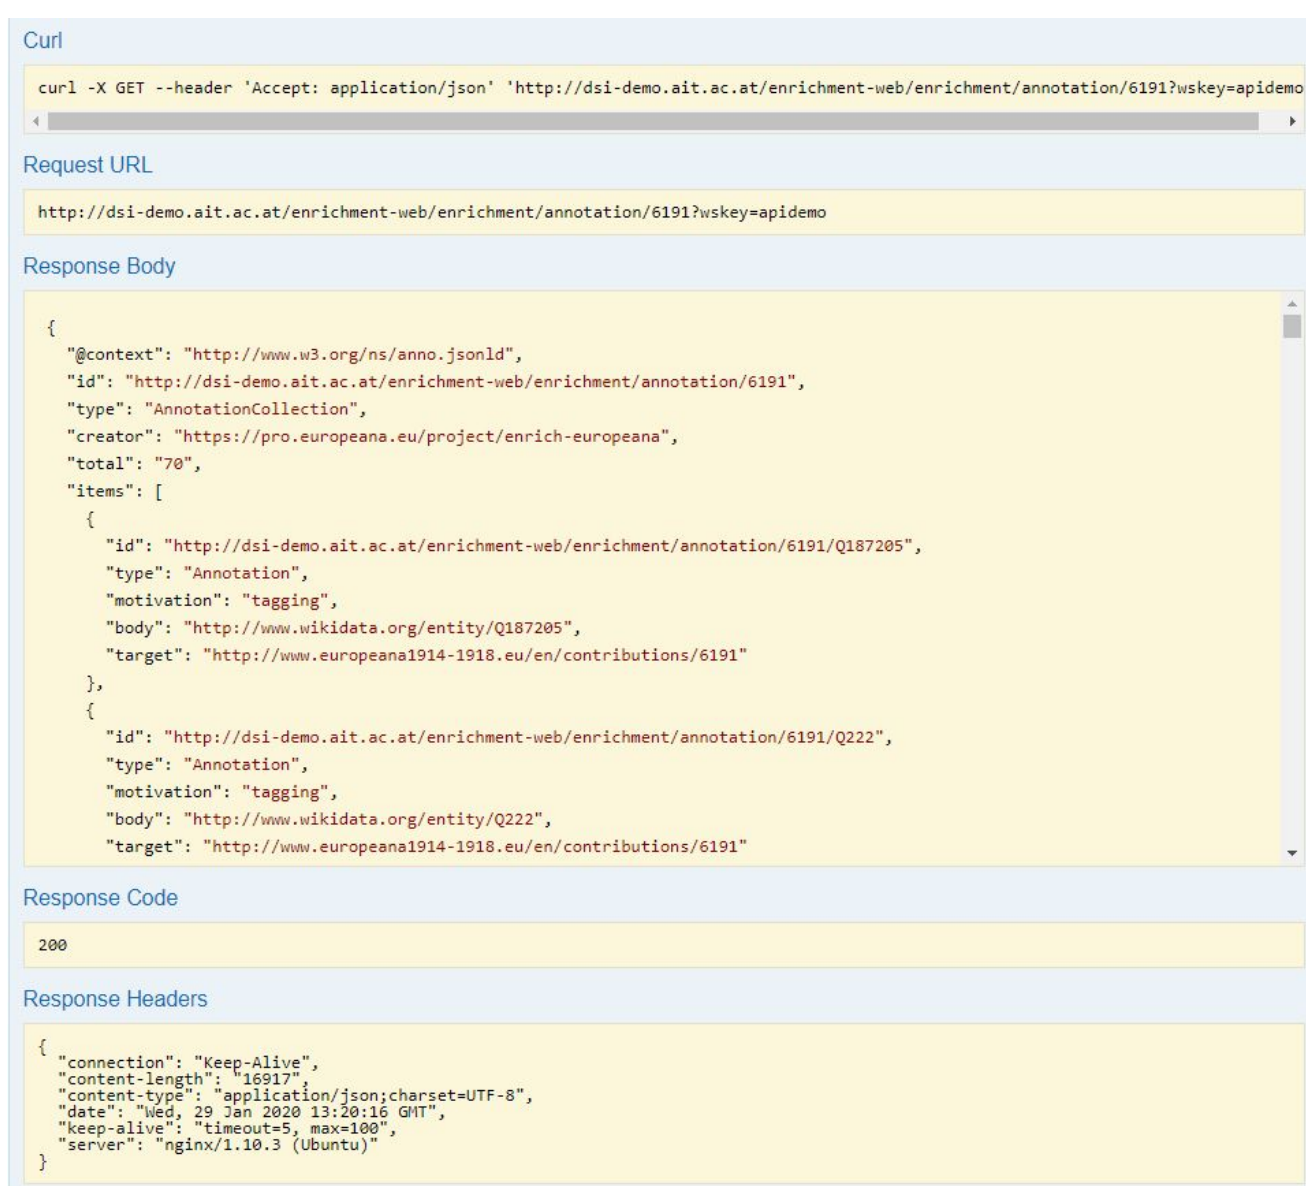 Curl
curl -X GET --header 'Accept: application/json' 'http://dsi-demo.ait.ac.at/enrichment-web/enrichment/annotation/6191?wskey=apidemo
Request URL
http://dsi-demo.ait.ac.at/enrichment-web/enrichment/annotation/6191?wskey=apidemo
Response Body
{
"@context": "http://www.w3.org/ns/anno.jsonld",
"id": "http://dsi-demo.ait.ac.at/enrichment-web/enrichment/annotation/6191",
"type": "AnnotationCollection",
"creator": "https://pro.europeana.eu/project/enrich-europeana",
"total": "70",
"items": [
{
"id": "http://dsi-demo.ait.ac.at/enrichment-web/enrichment/annotation/6191/Q187205",
"type": "Annotation",
"motivation": "tagging",
"body": "http://www.wikidata.org/entity/Q187205",
"target": "http://www.europeana1914-1918.eu/en/contributions/6191"
},
{
"id": "http://dsi-demo.ait.ac.at/enrichment-web/enrichment/annotation/6191/Q222",
"type": "Annotation",
"motivation": "tagging",
"body": "http://www.wikidata.org/entity/Q222",
"target": "http://www.europeana1914-1918.eu/en/contributions/6191"
Response Code
200
Response Headers
{
"connection": "Keep-Alive",
"content-length": "16917",
"content-type": "application/json;charset=UTF-8",
"date": "Wed, 29 Jan 2020 13:20:16 GMT",
"keep-alive": "timeout=5, max=100",
"server": "nginx/1.10.3 (Ubuntu)"
}